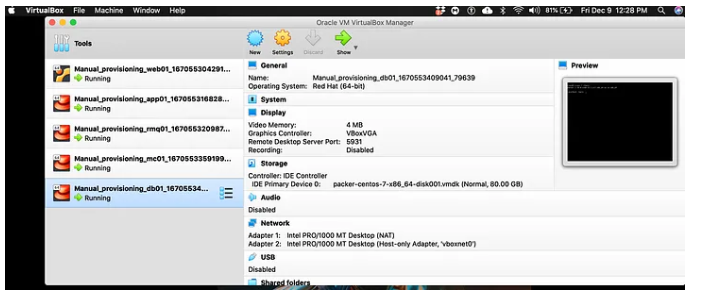 VirtualBox File Machine Window Help 81% Fri Dec 9 12:28 PM
Oracle VM VirtualBox Manager
Tools
New Settings Discard Show
Manual_provisioning_web01_167055304291...
Running
Manual_provisioning_app01_167055316828...
Running
Manual_provisioning_rmq01_167055320987...
Running
Manual_provisioning_mc01_1670553359199...
Running
Manual_provisioning_db01_16705534...
Running
General
Name: Manual_provisioning_db01_1670553409041_79639
Operating System: Red Hat (64-bit)
System
Display
Video Memory: 4 MB
Graphics Controller: VBoxVGA
Remote Desktop Server Port: 5931
Recording: Disabled
Storage
Controller: IDE Controller
IDE Primary Device 0: packer-centos-7-x86_64-disk001.vmdk (Normal, 80.00 GB)
Audio
Disabled
Network
Adapter 1: Intel PRO/1000 MT Desktop (NAT)
Adapter 2: Intel PRO/1000 MT Desktop (Host-only Adapter, 'vboxnet0')
USB
Disabled
Shared folders
Preview